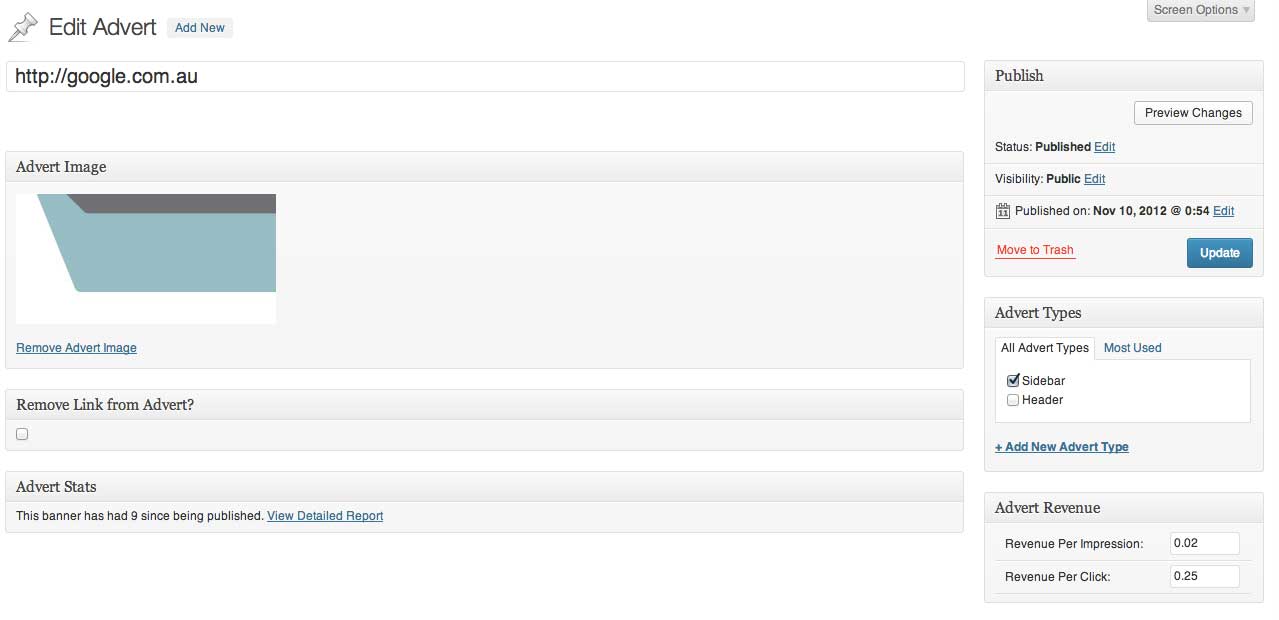 Screen Options
Edit Advert Add New
http://google.com.au
Advert Image
Remove Advert Image
Remove Link from Advert?
Advert Stats
This banner has had 9 since being published. View Detailed Report
Publish
Preview Changes
Status: Published Edit
Visibility: Public Edit
11 Published on: Nov 10, 2012 @ 0:54 Edit
Move to Trash Update
Advert Types
All Advert Types Most Used
Sidebar
Header
+ Add New Advert Type
Advert Revenue
Revenue Per Impression: 0.02
Revenue Per Click: 0.25